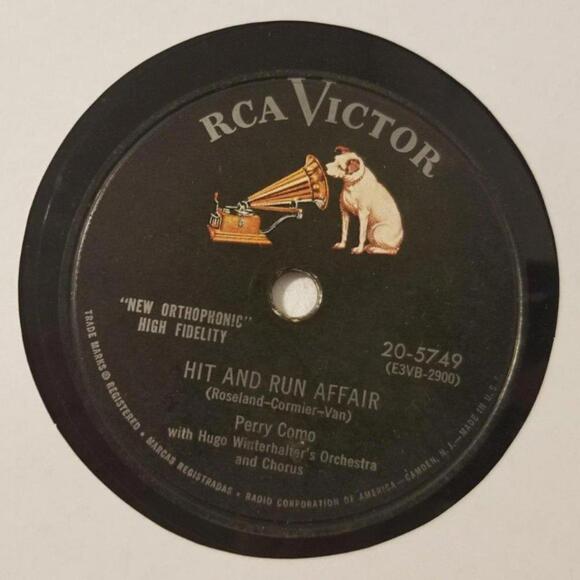 RCA VICTOR
"NEW ORTHOPHONIC"
HIGH FIDELITY
20-5749
(E3VB-2900)
HIT AND RUN AFFAIR
(Roseland-Cormier-Van)
Perry Como
with Hugo Winterhalter's Orchestra
and Chorus
TRADE MARKS ® REGISTERED • MARCAS REGISTRADAS • RADIO CORPORATION OF AMERICA—CAMDEN, N. J.—MADE IN U.S.A.